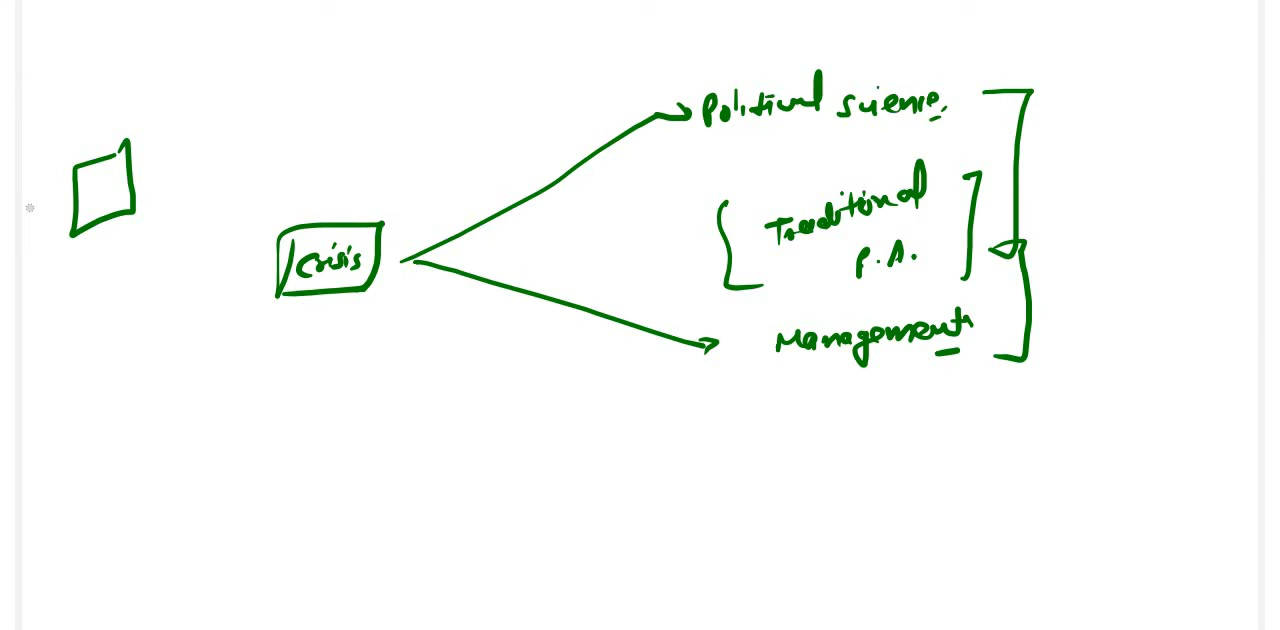 Political science.
Traditional
P.A.
Crisis
Management